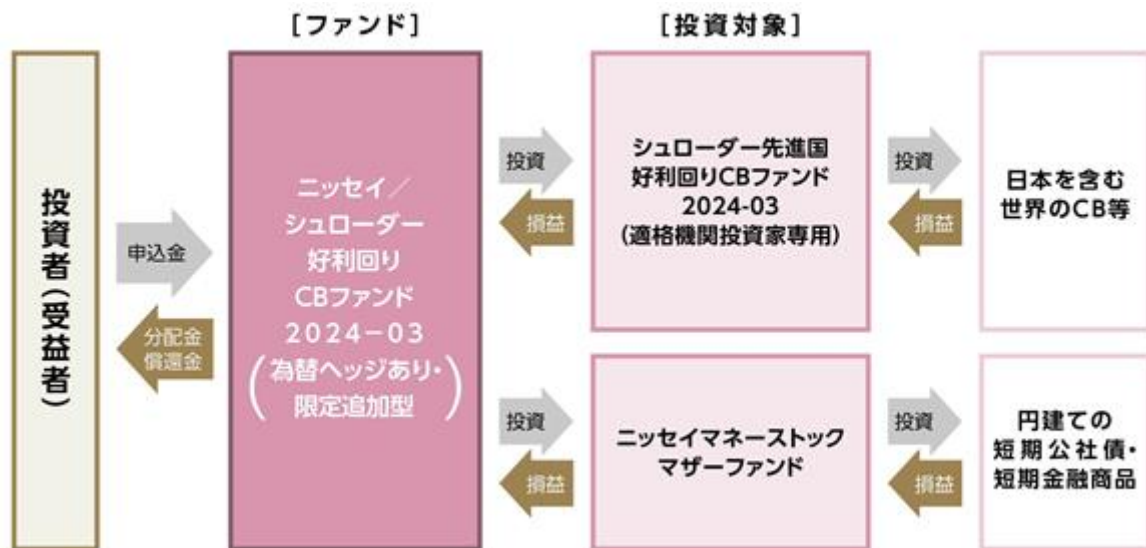 [ファンド]
[投資対象]
投資者(受益者)
申込金
分配金
償還金
ニッセイ/
シュローダー
好利回り
CBファンド
2024-03
(為替ヘッジあり・
限定追加型)
投資
損益
シュローダー先進国
好利回りCBファンド
2024-03
(適格機関投資家専用)
投資
損益
日本を含む
世界のCB等
投資
損益
ニッセイマネーストック
マザーファンド
投資
損益
円建ての
短期公社債・
短期金融商品